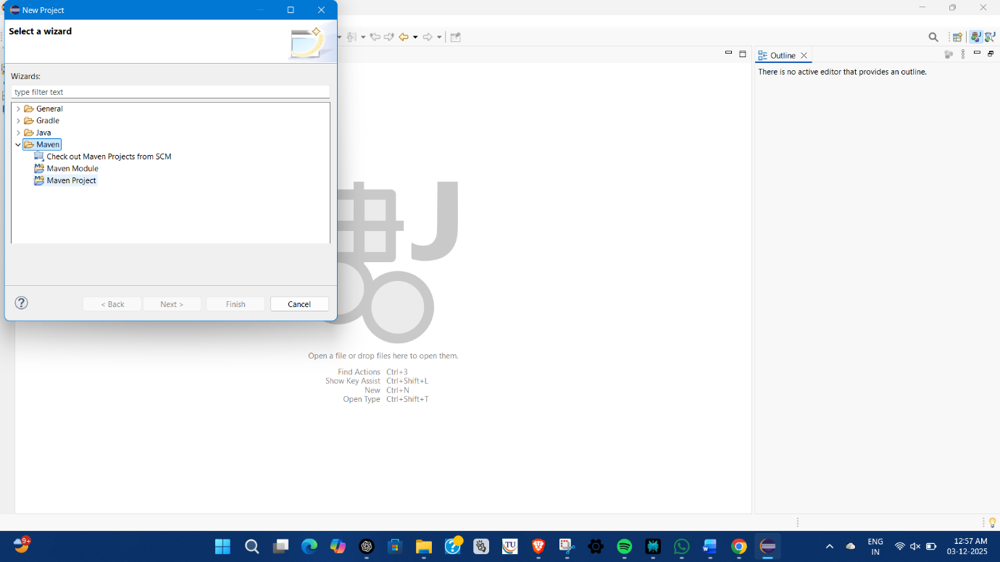 New Project
Select a wizard
Wizards:
type filter text
General
Gradle
Java
Maven
Check out Maven Projects from SCM
Maven Module
Maven Project
?
< Back
Next >
Finish
Cancel
Outline
There is no active editor that provides an outline.
J
Open a file or drop files here to open them.
Find Actions Ctrl+3
Show Key Assist Ctrl+Shift+L
New Ctrl+N
Open Type Ctrl+Shift+T
9+
TU
ENG
IN
12:57 AM
03-12-2025